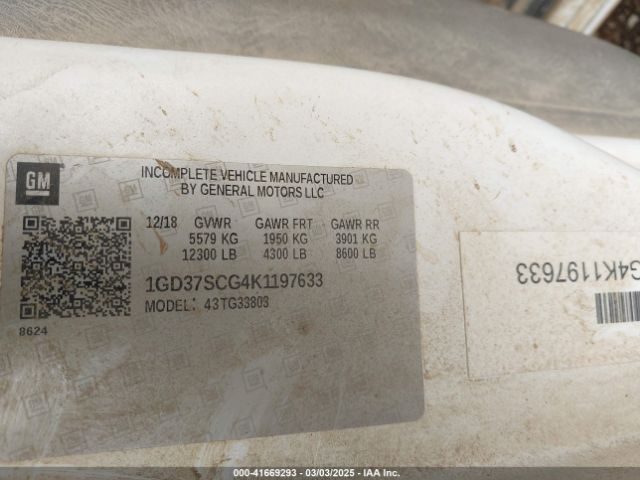 GM
INCOMPLETE VEHICLE MANUFACTURED
BY GENERAL MOTORS LLC
12/18 GVWR GAWR FRT GAWR RR
5579 KG 1950 KG 3901 KG
12300 LB 4300 LB 8600 LB
1GD37SCG4K1197633
MODEL: 43TG33803
8624
G4K1197633
000-41669293 - 03/03/2025 - IAA Inc.